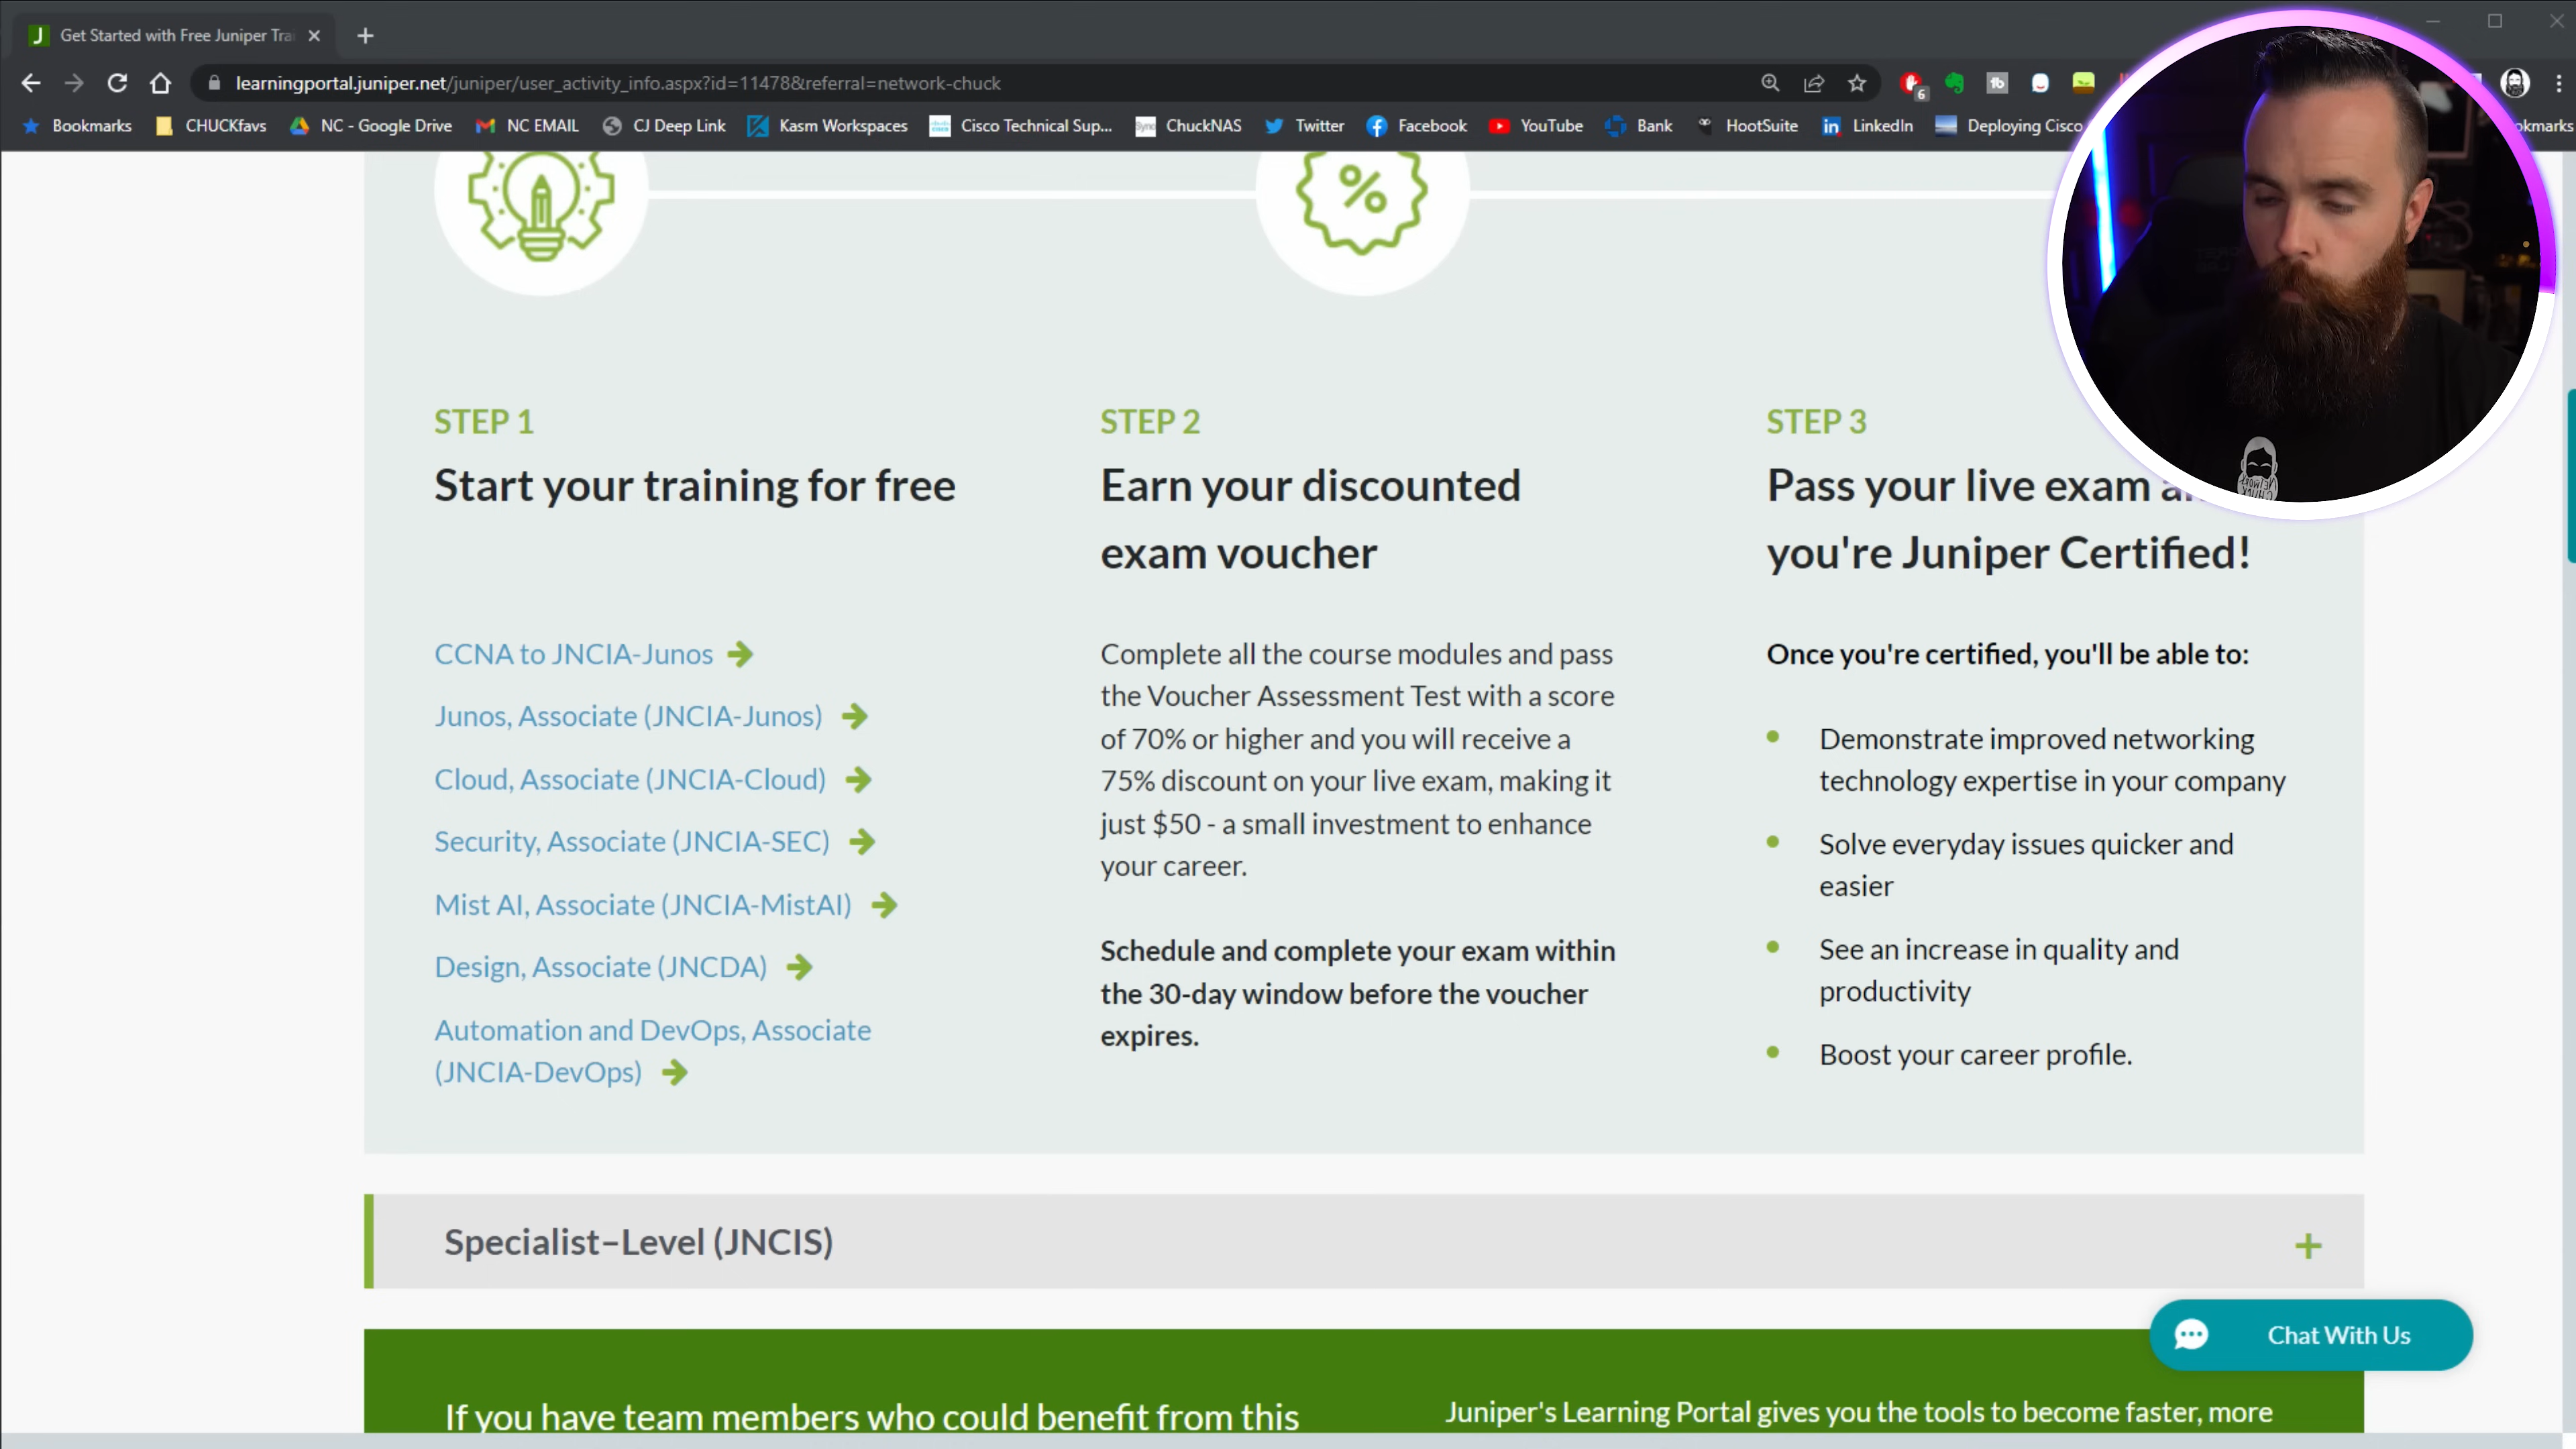 Get Started with Free Juniper Tra
learningportal.juniper.net/juniper/user_activity_info.aspx?id=11478&referral=network-chuck
6
Bookmarks CHUCKfavs NC - Google Drive NC EMAIL CJ Deep Link Kasm Workspaces Cisco Technical Sup... ChuckNAS Twitter Facebook YouTube Bank HootSuite LinkedIn Deploying Cisco
STEP 1
Start your training for free
CCNA to JNCIA-Junos
Junos, Associate (JNCIA-Junos)
Cloud, Associate (JNCIA-Cloud)
Security, Associate (JNCIA-SEC)
Mist AI, Associate (JNCIA-MistAI)
Design, Associate (JNCDA)
Automation and DevOps, Associate
(JNCIA-DevOps)
%
STEP 2
Earn your discounted
exam voucher
Complete all the course modules and pass
the Voucher Assessment Test with a score
of 70% or higher and you will receive a
75% discount on your live exam, making it
just $50 - a small investment to enhance
your career.
Schedule and complete your exam within
the 30-day window before the voucher
expires.
STEP 3
Pass your live exam
you're Juniper Certified!
Once you're certified, you'll be able to:
Demonstrate improved networking
technology expertise in your company
Solve everyday issues quicker and
easier
See an increase in quality and
productivity
Boost your career profile.
Specialist–Level (JNCIS)
Chat With Us
If you have team members who could benefit from this
Juniper's Learning Portal gives you the tools to become faster, more